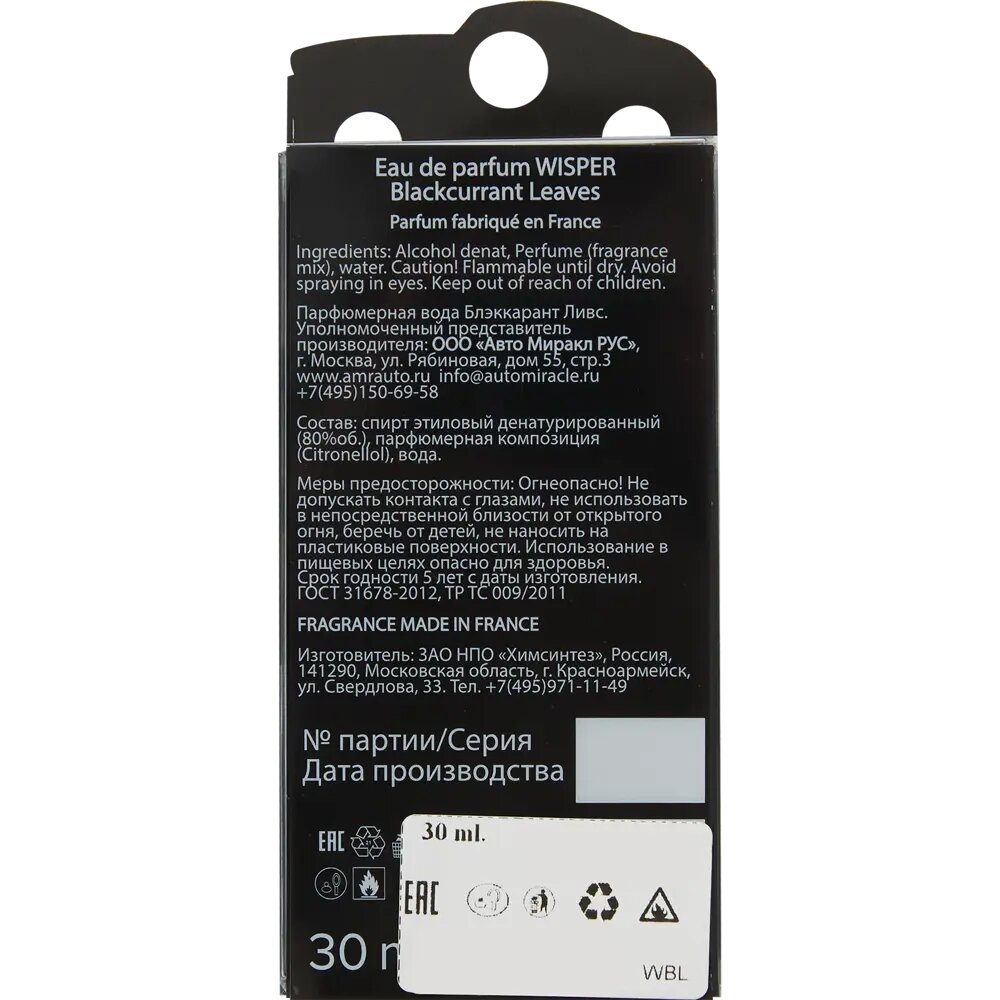 Eau de parfum WISPER
Blackcurrant Leaves
Parfum fabriqué en France
Ingredients: Alcohol denat, Perfume (fragrance
mix), water. Caution! Flammable until dry. Avoid
spraying in eyes. Keep out of reach of children.
Парфюмерная вода Блэккарант Ливс.
Уполномоченный представитель
производителя: ООО «Авто Миракл РУС»,
г. Москва, ул. Рябиновая, дом 55, стр.3
www.amrauto.ru info@automiracle.ru
+7(495)150-69-58
Состав: спирт этиловый денатурированный
(80%об.), парфюмерная композиция
(Citronellol), вода.
Меры предосторожности: Огнеопасно! Не
допускать контакта с глазами, не использовать
в непосредственной близости от открытого
огня, беречь от детей, не наносить на
пластиковые поверхности. Использование в
пищевых целях опасно для здоровья.
Срок годности 5 лет с даты изготовления.
ГОСТ 31678-2012, ТР ТС 009/2011
FRAGRANCE MADE IN FRANCE
Изготовитель: ЗАО НПО «Химсинтез», Россия,
141290, Московская область, г. Красноармейск,
ул. Свердлова, 33. Тел. +7(495)971-11-49
№ партии/Серия
Дата производства
EAC
30 ml.
EAC
30
WBL